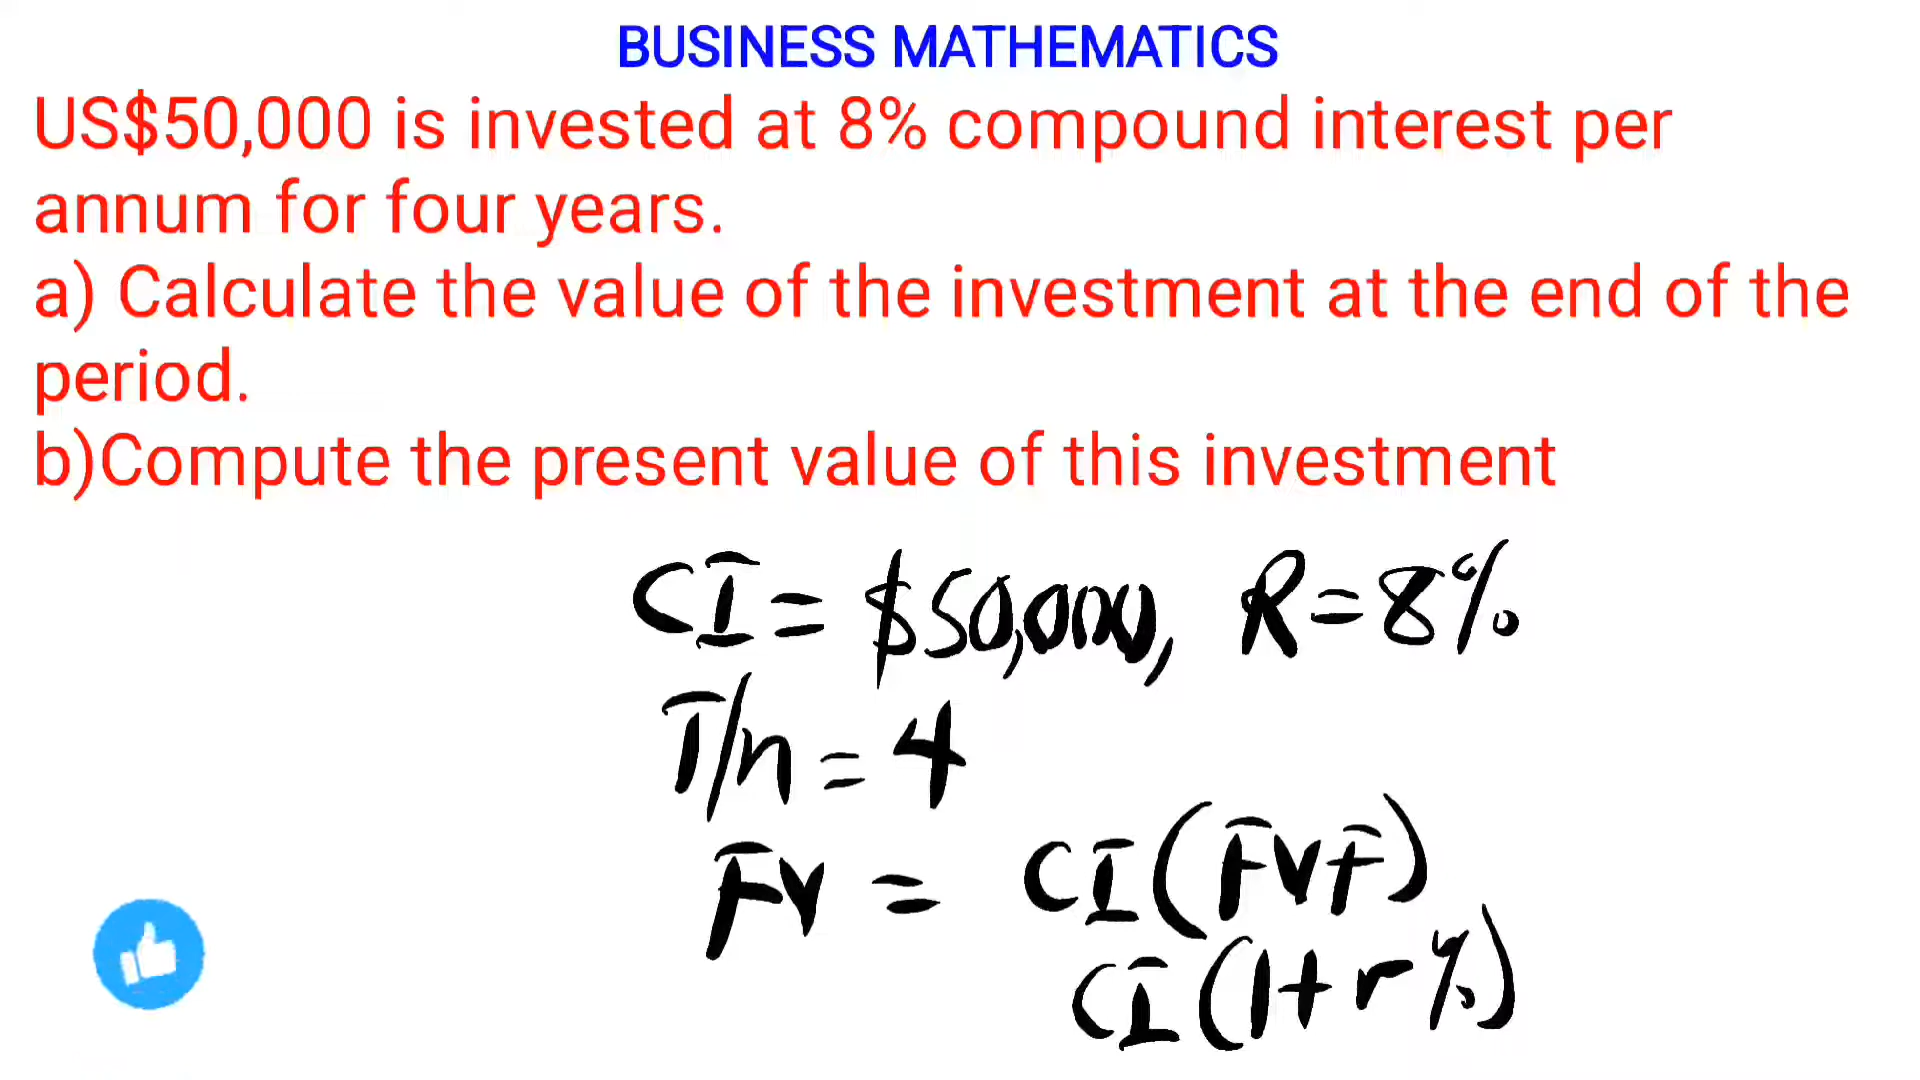 BUSINESS MATHEMATICS
US$50,000 is invested at 8% compound interest per
annum for four years.
a) Calculate the value of the investment at the end of the
period.
b)Compute the present value of this investment
CI = $50,000, R = 8%
T/n = 4
FV = CI(FVF)
CI(1+r%)